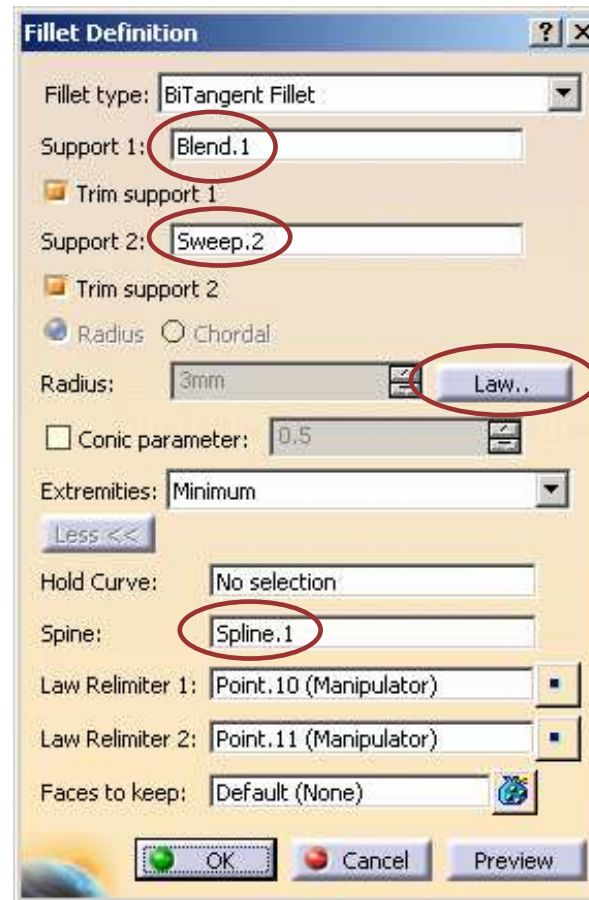 Fillet Definition ? X
Fillet type: BiTangent Fillet
Support 1: Blend.1
Trim support 1
Support 2: Sweep.2
Trim support 2
Radius Chordal
Radius: 3mm Law..
Conic parameter: 0.5
Extremities: Minimum
Less <<
Hold Curve: No selection
Spine: Spline.1
Law Relimiter 1: Point.10 (Manipulator)
Law Relimiter 2: Point.11 (Manipulator)
Faces to keep: Default (None)
OK Cancel Preview